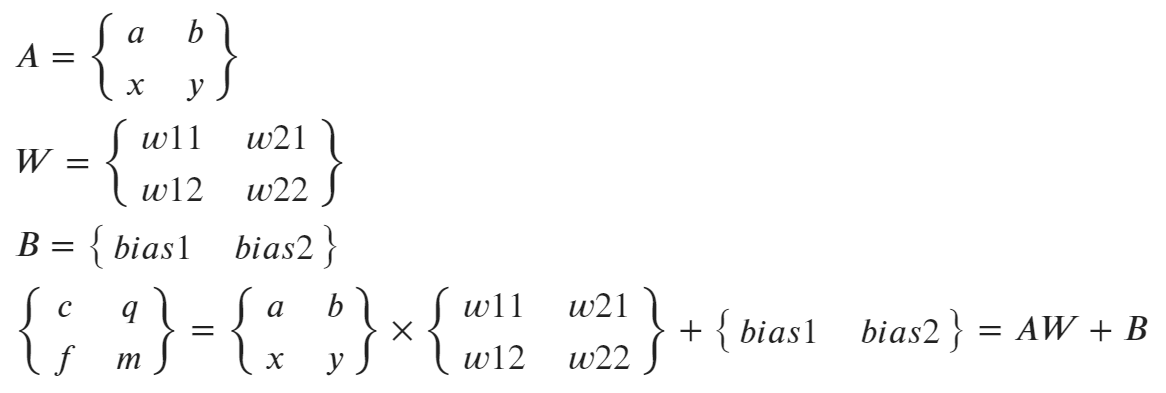 A = { a b
x y }
W = { w11 w21
w12 w22 }
B = { bias1 bias2 }
{ c q
f m } = { a b
x y } × { w11 w21
w12 w22 } + { bias1 bias2 } = AW + B